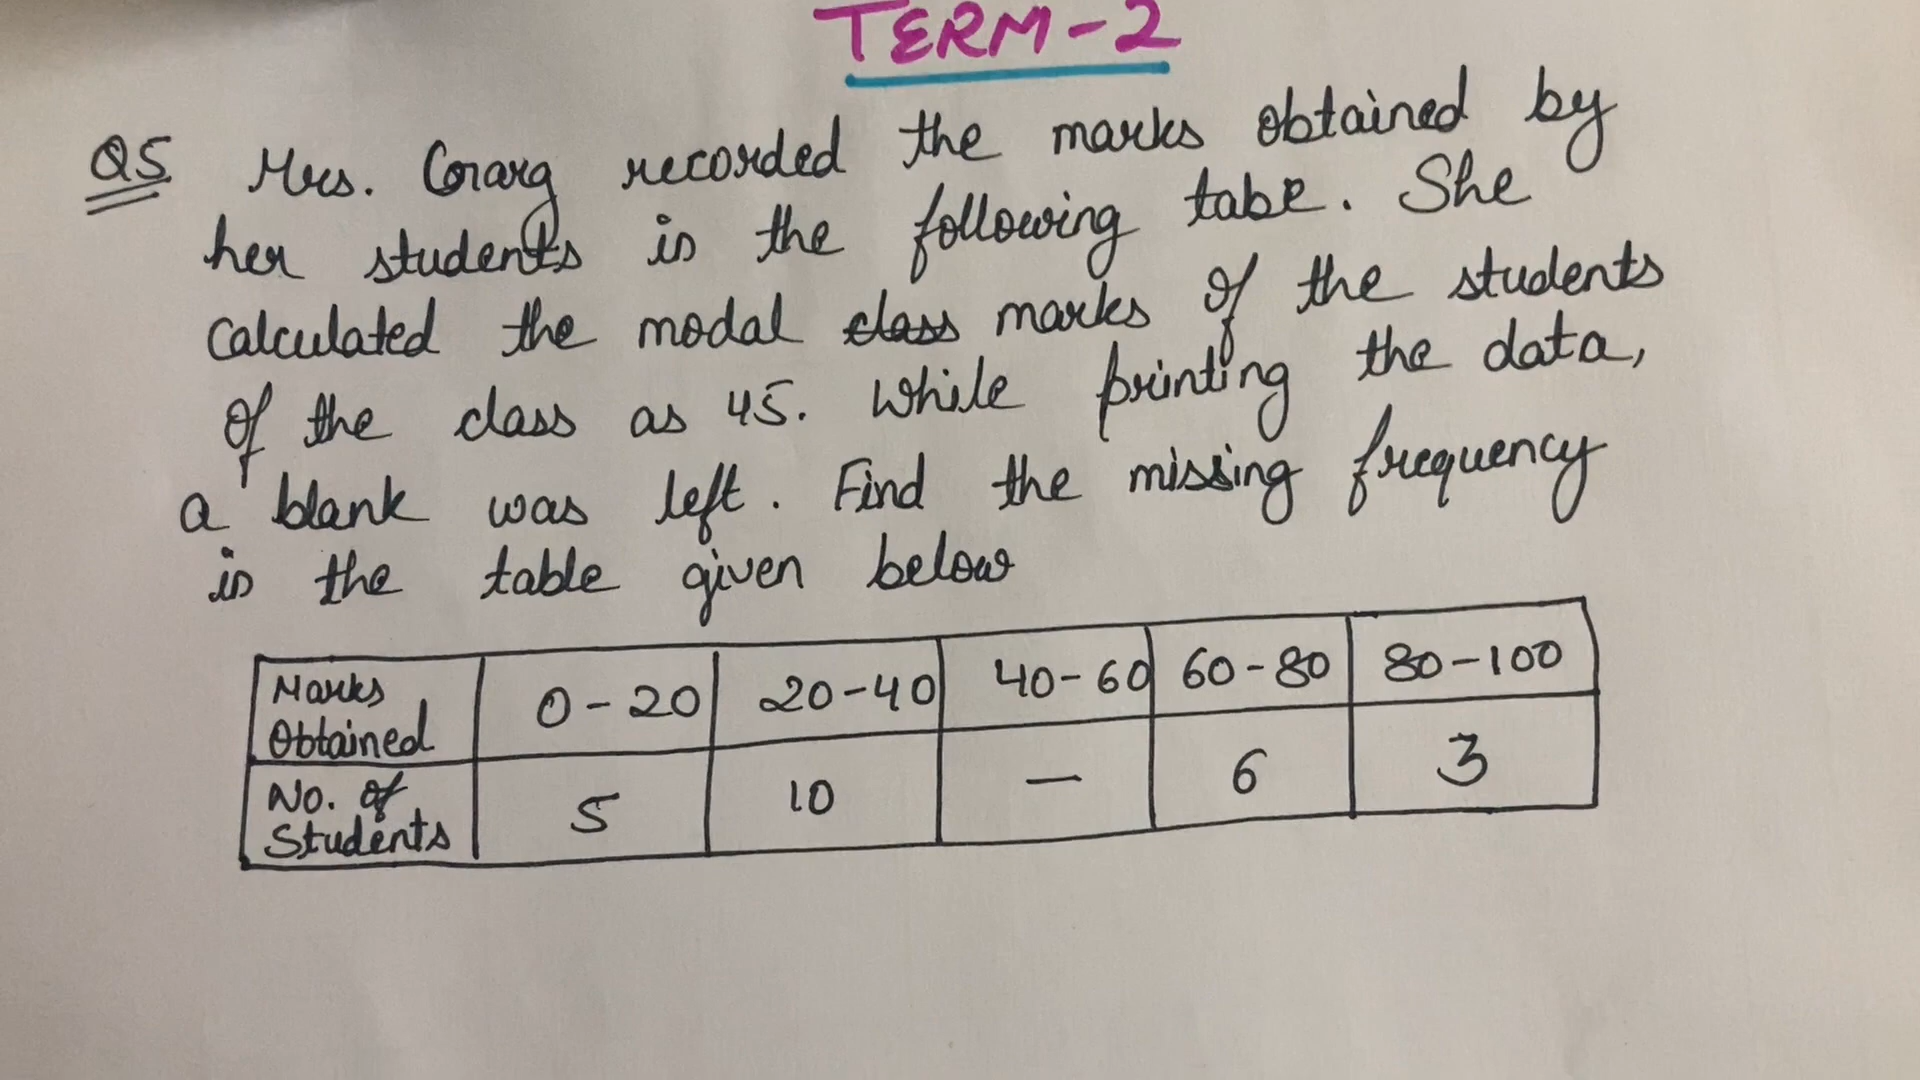 TERM-2
Q5 Mrs. Garg recorded the marks obtained by
her students in the following table. She
calculated the modal class marks of the students
of the class as 45. While printing the data,
a blank was left. Find the missing frequency
in the table given below
Marks Obtained 0-20 20-40 40-60 60-80 80-100
No. of Students 5 10 — 6 3